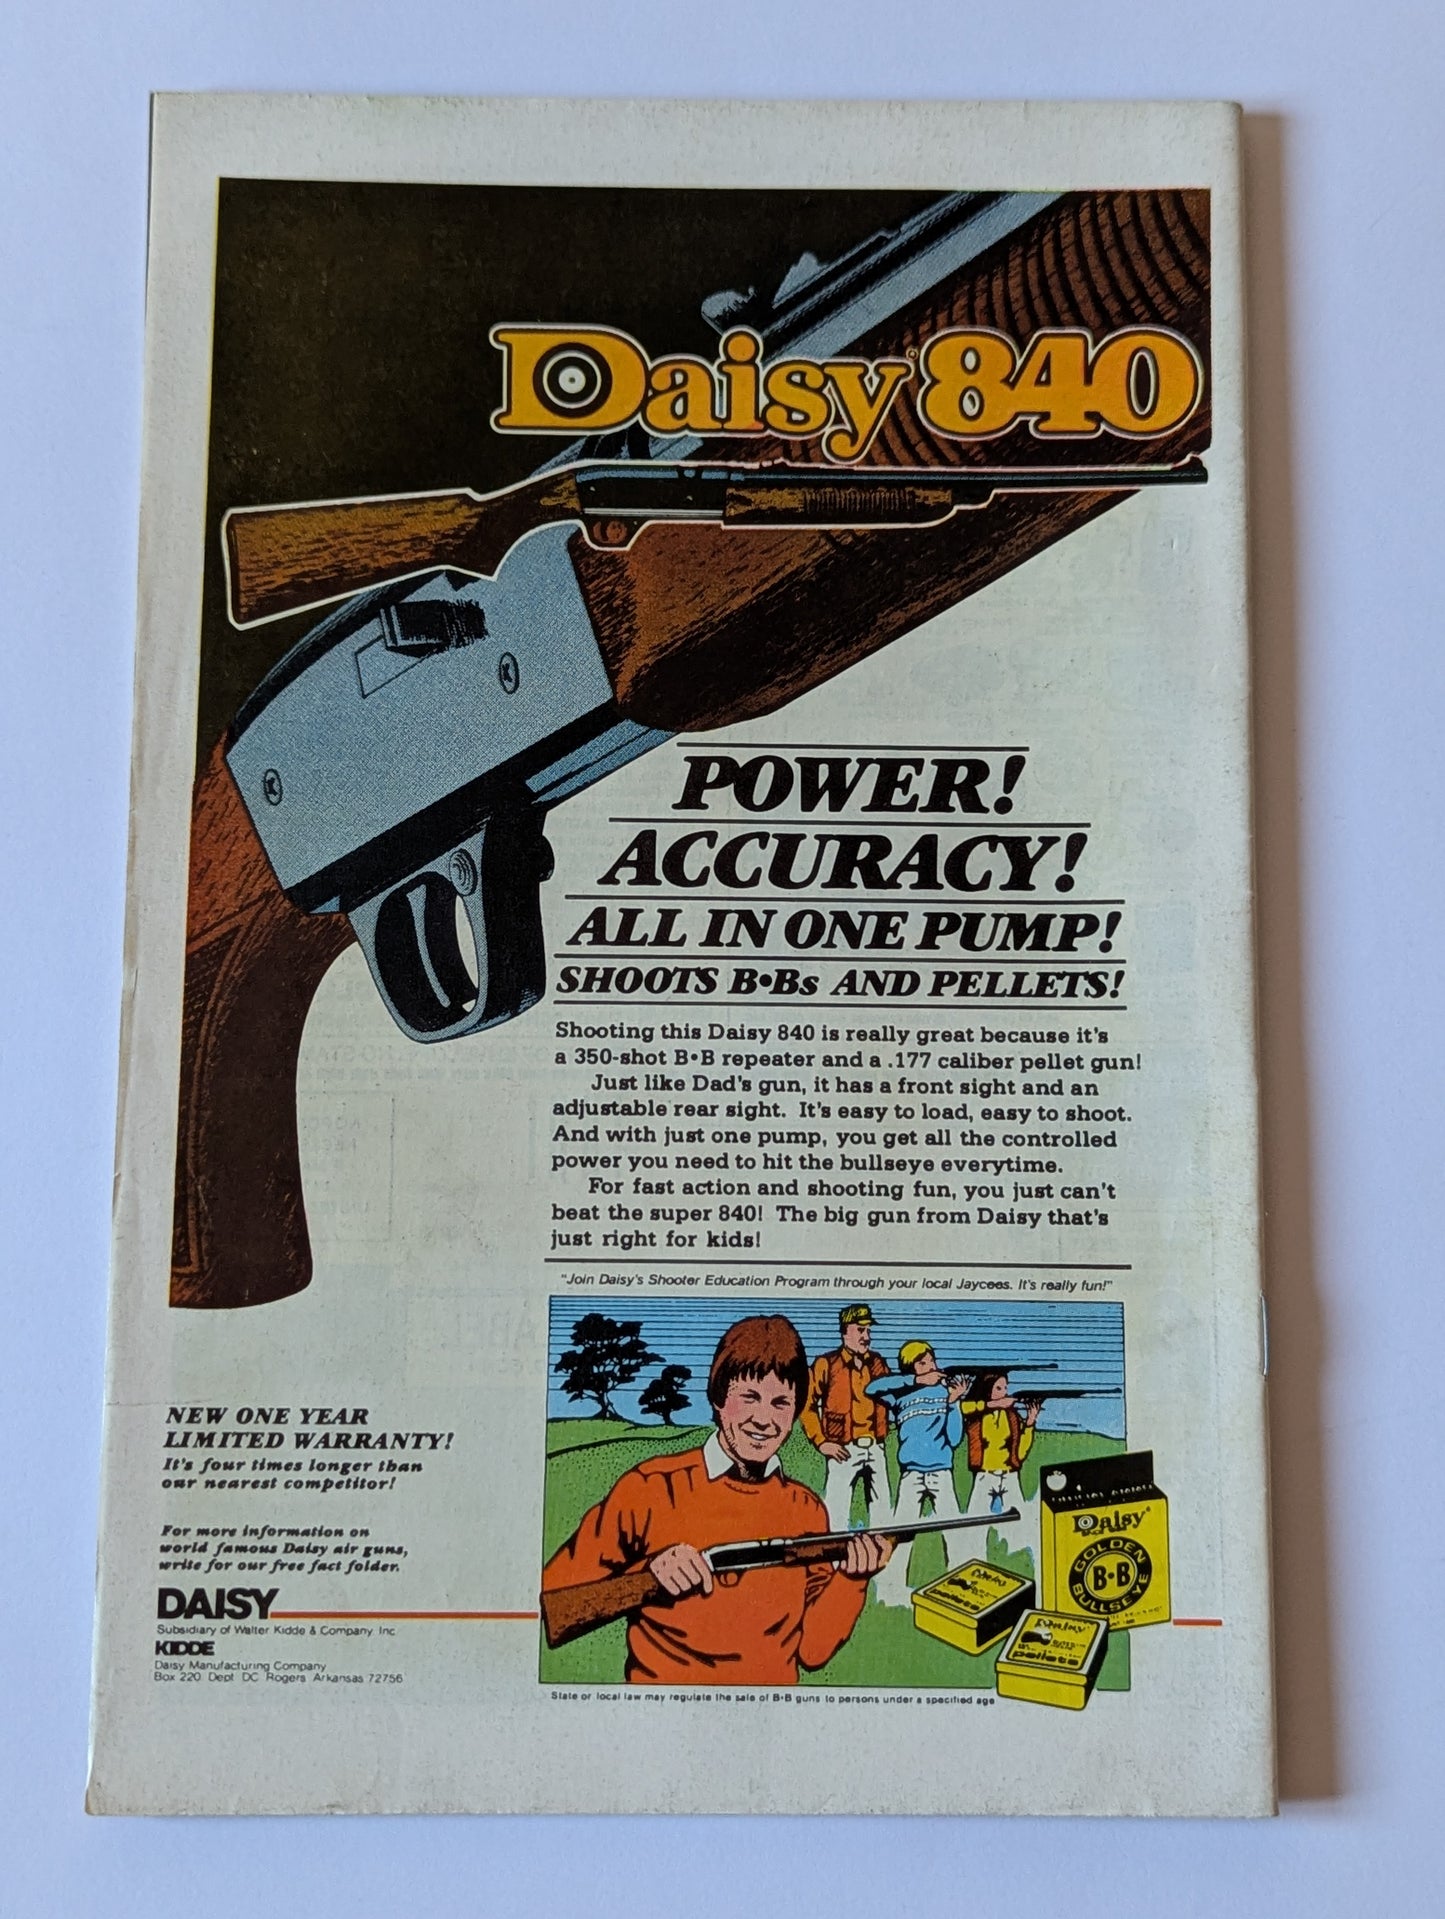 Daisy® 840
POWER!
ACCURACY!
ALL IN ONE PUMP!
SHOOTS B•Bs AND PELLETS!
Shooting this Daisy 840 is really great because it's
a 350-shot B•B repeater and a .177 caliber pellet gun!
Just like Dad's gun, it has a front sight and an
adjustable rear sight. It's easy to load, easy to shoot.
And with just one pump, you get all the controlled
power you need to hit the bullseye everytime.
For fast action and shooting fun, you just can't
beat the super 840! The big gun from Daisy that's
just right for kids!
"Join Daisy's Shooter Education Program through your local Jaycees. It's really fun!"
NEW ONE YEAR
LIMITED WARRANTY!
It's four times longer than
our nearest competitor!
For more information on
world famous Daisy air guns,
write for our free fact folder.
DAISY
Subsidiary of Walter Kidde & Company Inc
KIDDE
Daisy Manufacturing Company
Box 220 Dept DC Rogers Arkansas 72756
Daisy
GOLDEN
B•B
BULLSEYE
Daisy
pellets
State or local law may regulate the sale of B•B guns to persons under a specified age